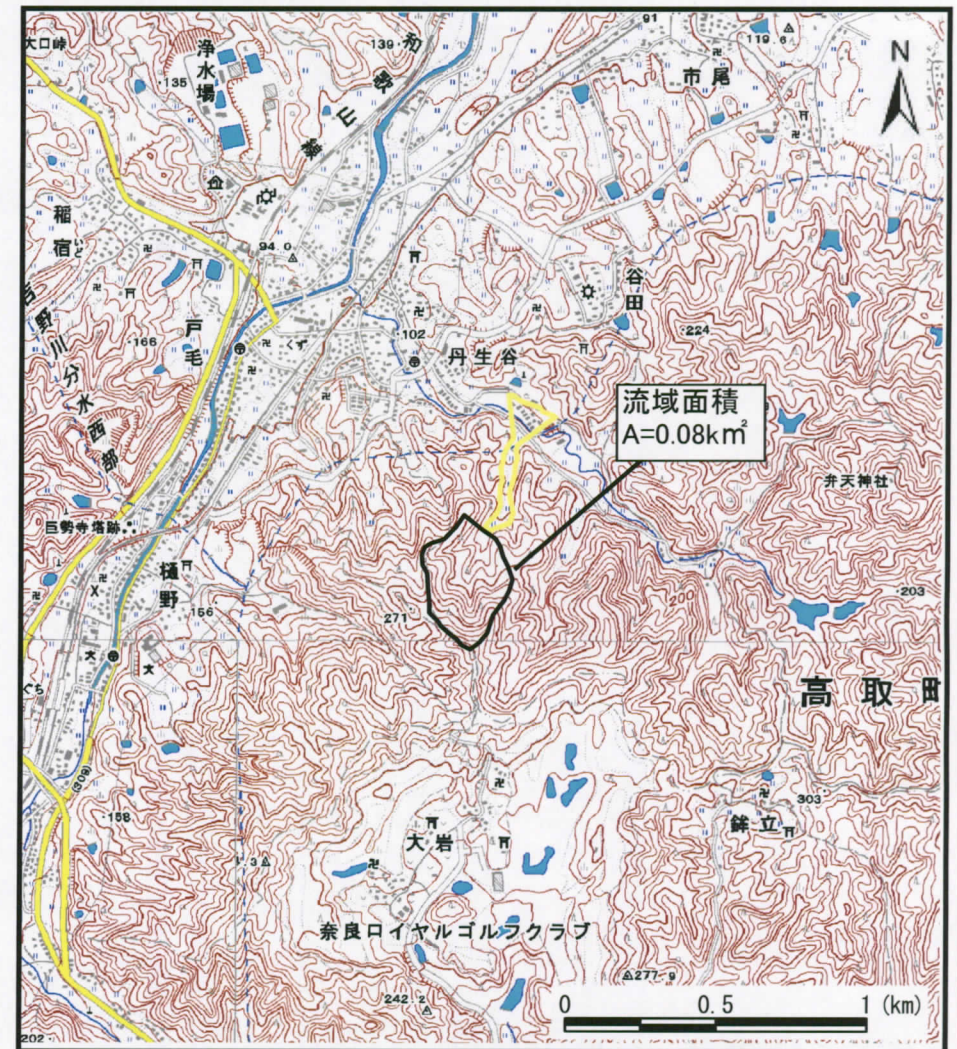 大口峠
浄水場
・135
139・
和
歌
山
線
91
119.6
市尾
N
稲宿
94.0
谷田
・224
・102
丹生谷
戸毛
・166
くず
流域面積
A=0.08km²
弁天神社
吉野川分水西部
巨勢寺塔跡
樋野
・156
200
・203
271
高取町
(309)
・158
303
鉾立
大岩
奈良ロイヤルゴルフクラブ
277.9
242.2
0 0.5 1 (km)
202